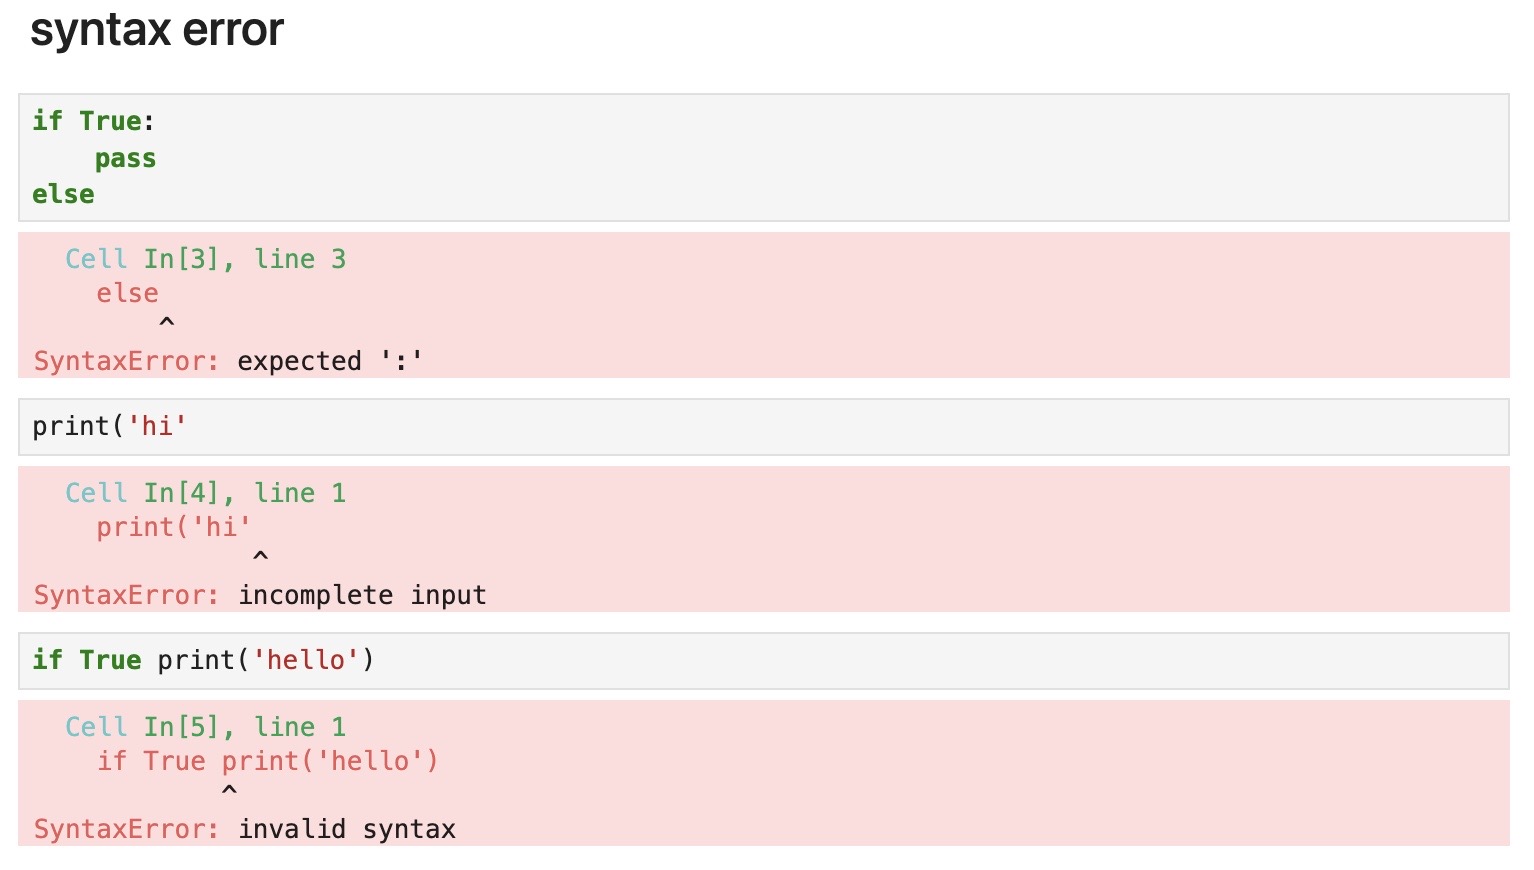 syntax error
if True:
    pass
else
  Cell In[3], line 3
    else
        ^
SyntaxError: expected ':'
print('hi'
  Cell In[4], line 1
    print('hi'
              ^
SyntaxError: incomplete input
if True print('hello')
  Cell In[5], line 1
    if True print('hello')
            ^
SyntaxError: invalid syntax